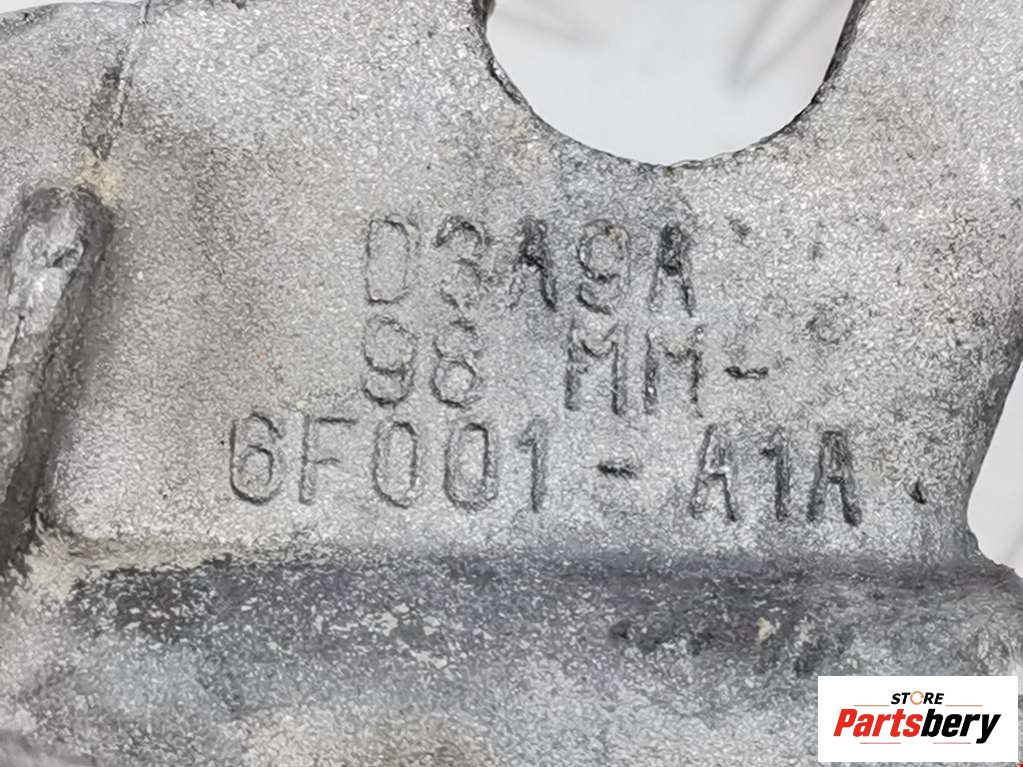 D3A9A
98 MM-
6F001-A1A
STORE
Partsbery